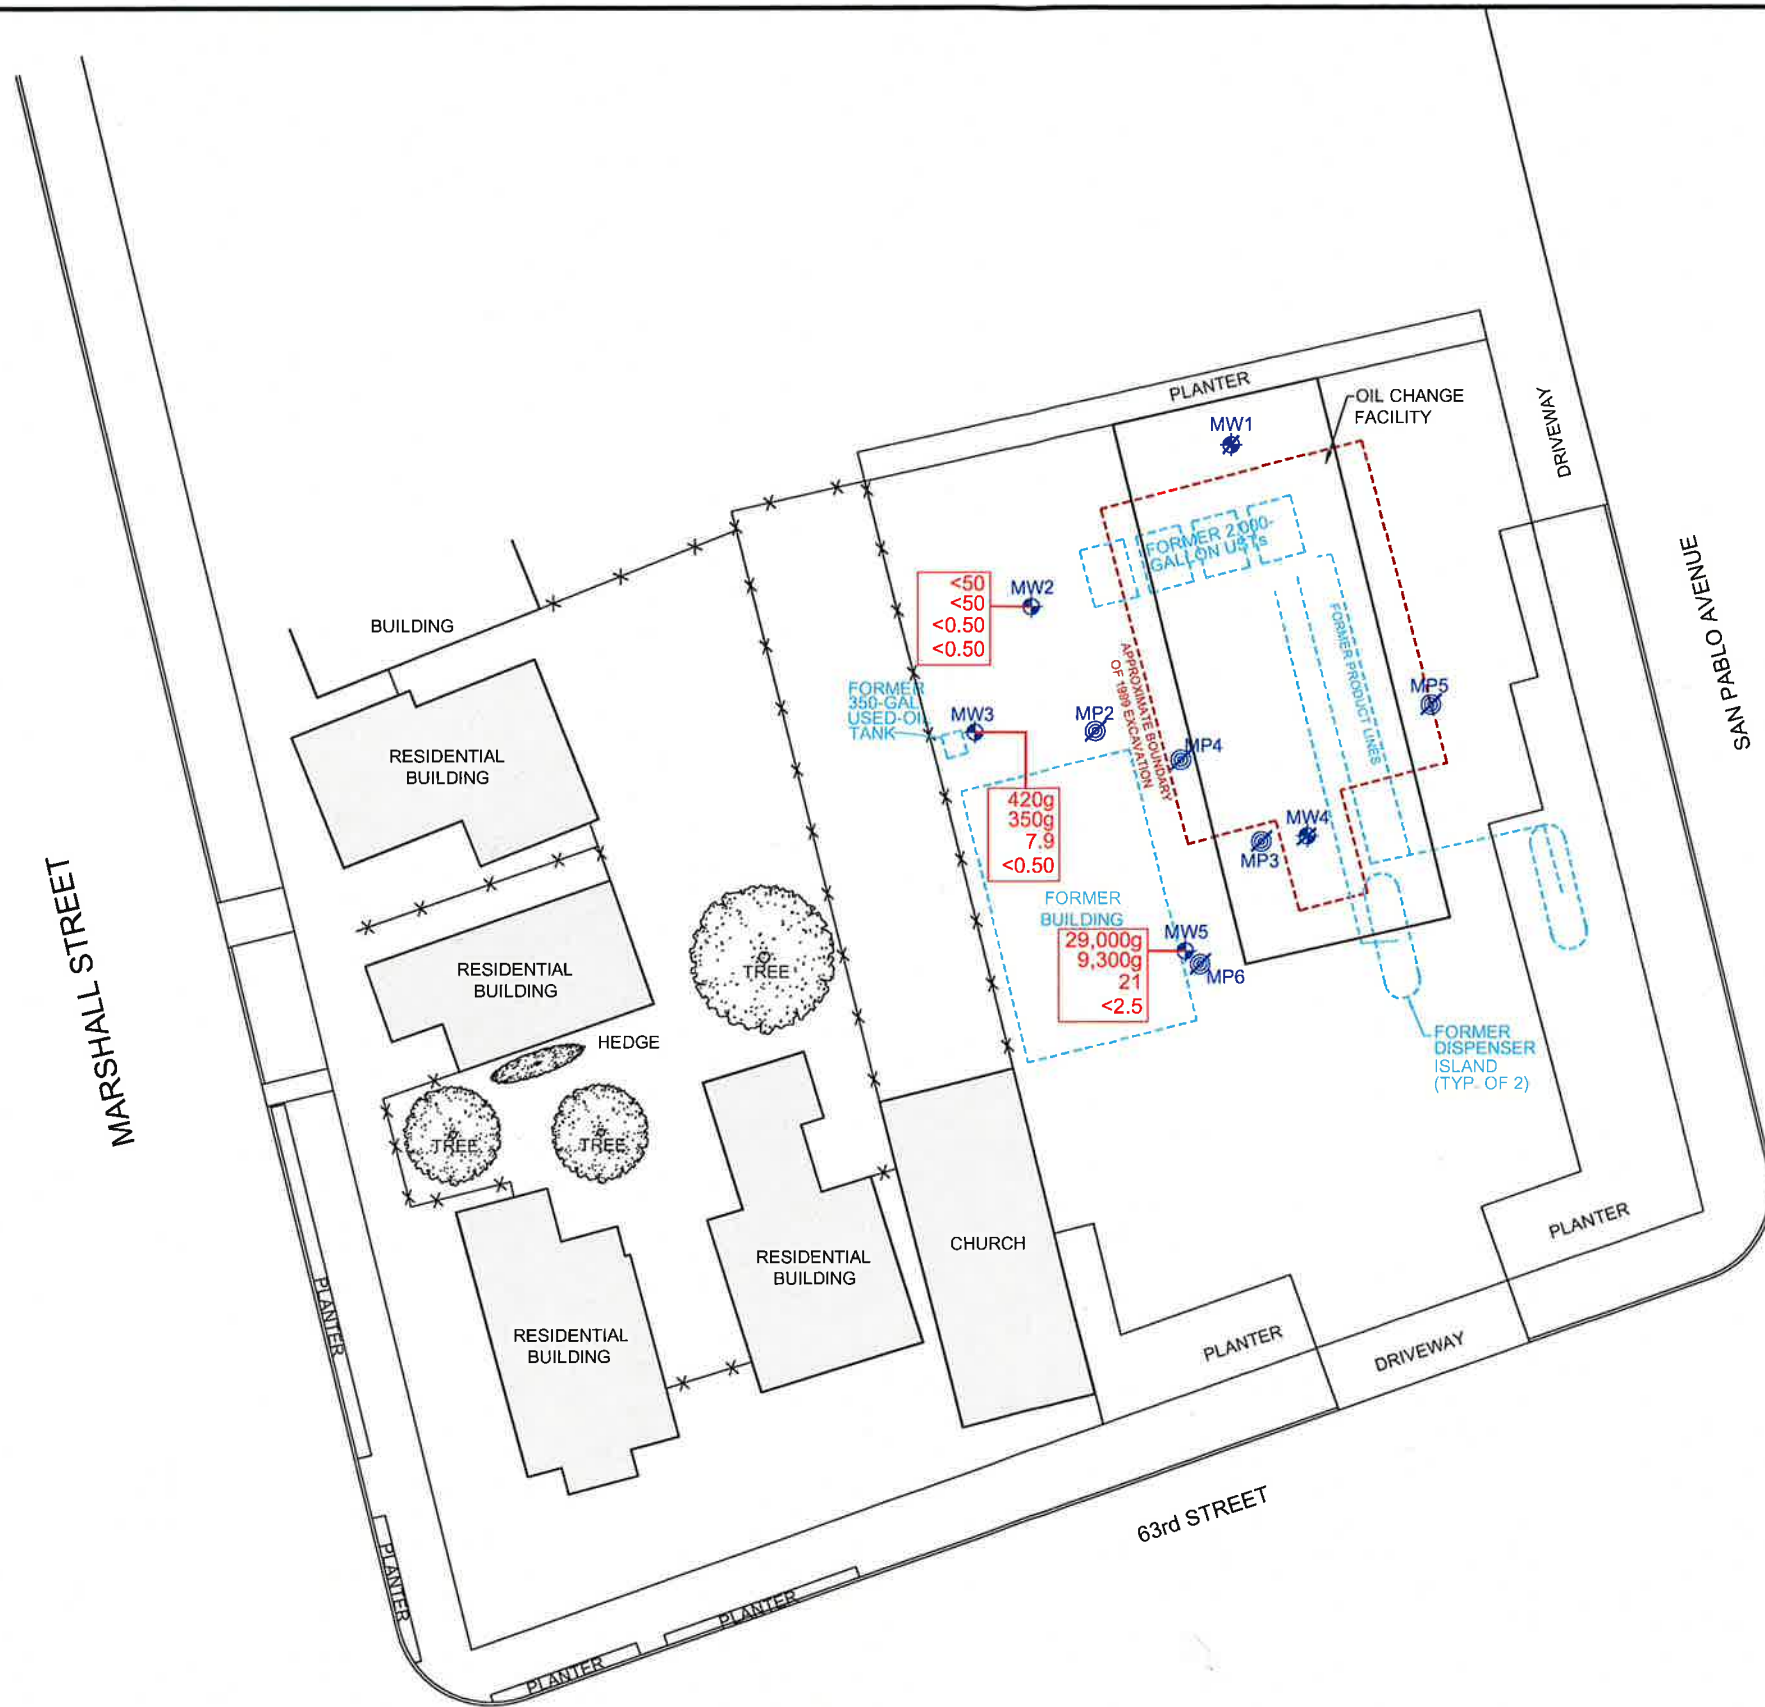 PLANTER
OIL CHANGE
FACILITY
DRIVEWAY
MW1
FORMER 2,000-
GALLON USTs
SAN PABLO AVENUE
<50
<50
<0.50
<0.50
MW2
BUILDING
FORMER PRODUCT LINES
APPROXIMATE BOUNDARY
OF 1999 EXCAVATION
FORMER
350-GAL
USED-OIL
TANK
MW3
MP2
MP5
MP4
RESIDENTIAL
BUILDING
420g
350g
7.9
<0.50
MW4
MP3
FORMER
BUILDING
MARSHALL STREET
29,000g
9,300g
21
<2.5
MW5
MP6
RESIDENTIAL
BUILDING
TREE
HEDGE
FORMER
DISPENSER
ISLAND
(TYP. OF 2)
TREE
TREE
PLANTER
CHURCH
RESIDENTIAL
BUILDING
PLANTER
RESIDENTIAL
BUILDING
PLANTER
DRIVEWAY
63rd STREET
PLANTER
PLANTER
PLANTER